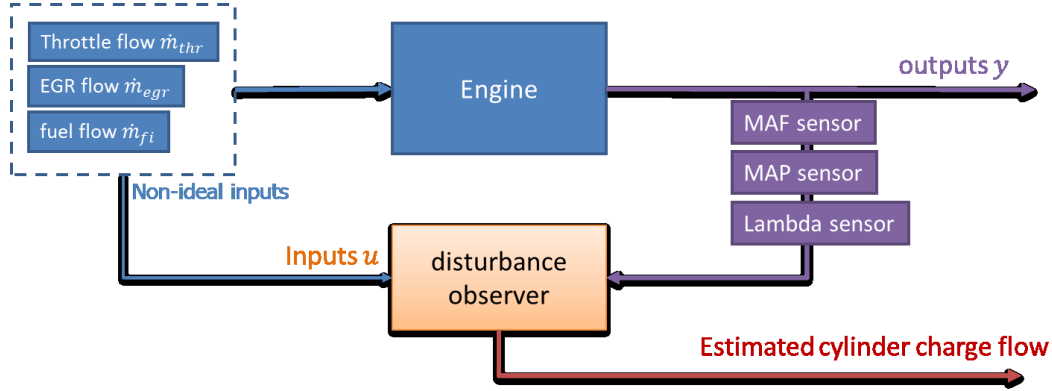 Throttle flow ṁ_thr
EGR flow ṁ_egr
fuel flow ṁ_fi
Engine
outputs y
MAF sensor
MAP sensor
Lambda sensor
Non-ideal inputs
Inputs u
disturbance
observer
Estimated cylinder charge flow